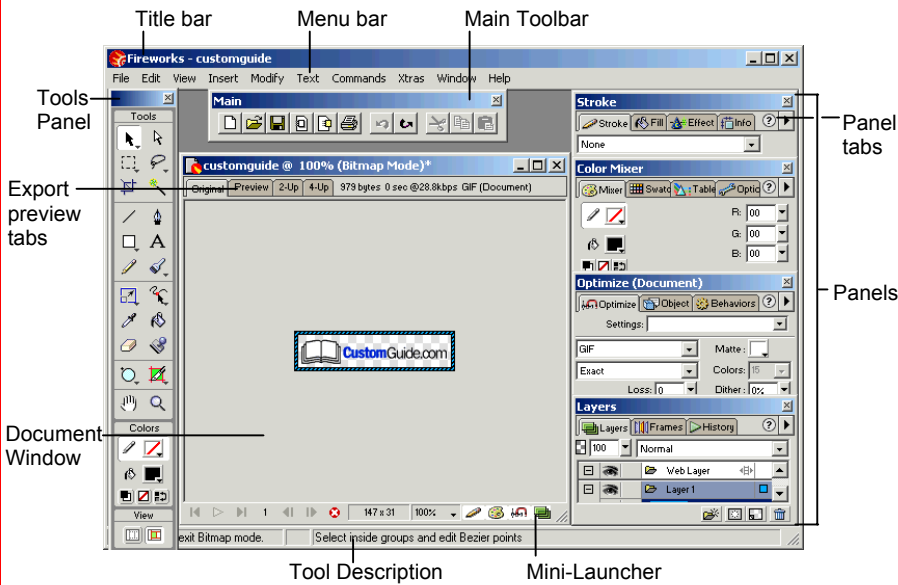 Title bar
Menu bar
Main Toolbar
Fireworks - customguide
File Edit View Insert Modify Text Commands Xtras Window Help
Tools Panel
Tools
Main
Export preview tabs
customguide @ 100% (Bitmap Mode)*
Original Preview 2-Up 4-Up 979 bytes 0 sec @28.8kbps GIF (Document)
CustomGuide.com
Stroke
Stroke Fill Effect Info ?
None
Panel tabs
Color Mixer
Mixer Swatc Table Optic ?
R: 00
G: 00
B: 00
Panels
Optimize (Document)
Optimize Object Behaviors ?
Settings:
GIF Matte:
Exact Colors: 15
Loss: 0 Dither: 0%
Layers
Layers Frames History ?
100 Normal
Web Layer
Layer 1
Document Window
Colors
View
1 147 x 31 100%
exit Bitmap mode. Select inside groups and edit Bezier points
Tool Description
Mini-Launcher